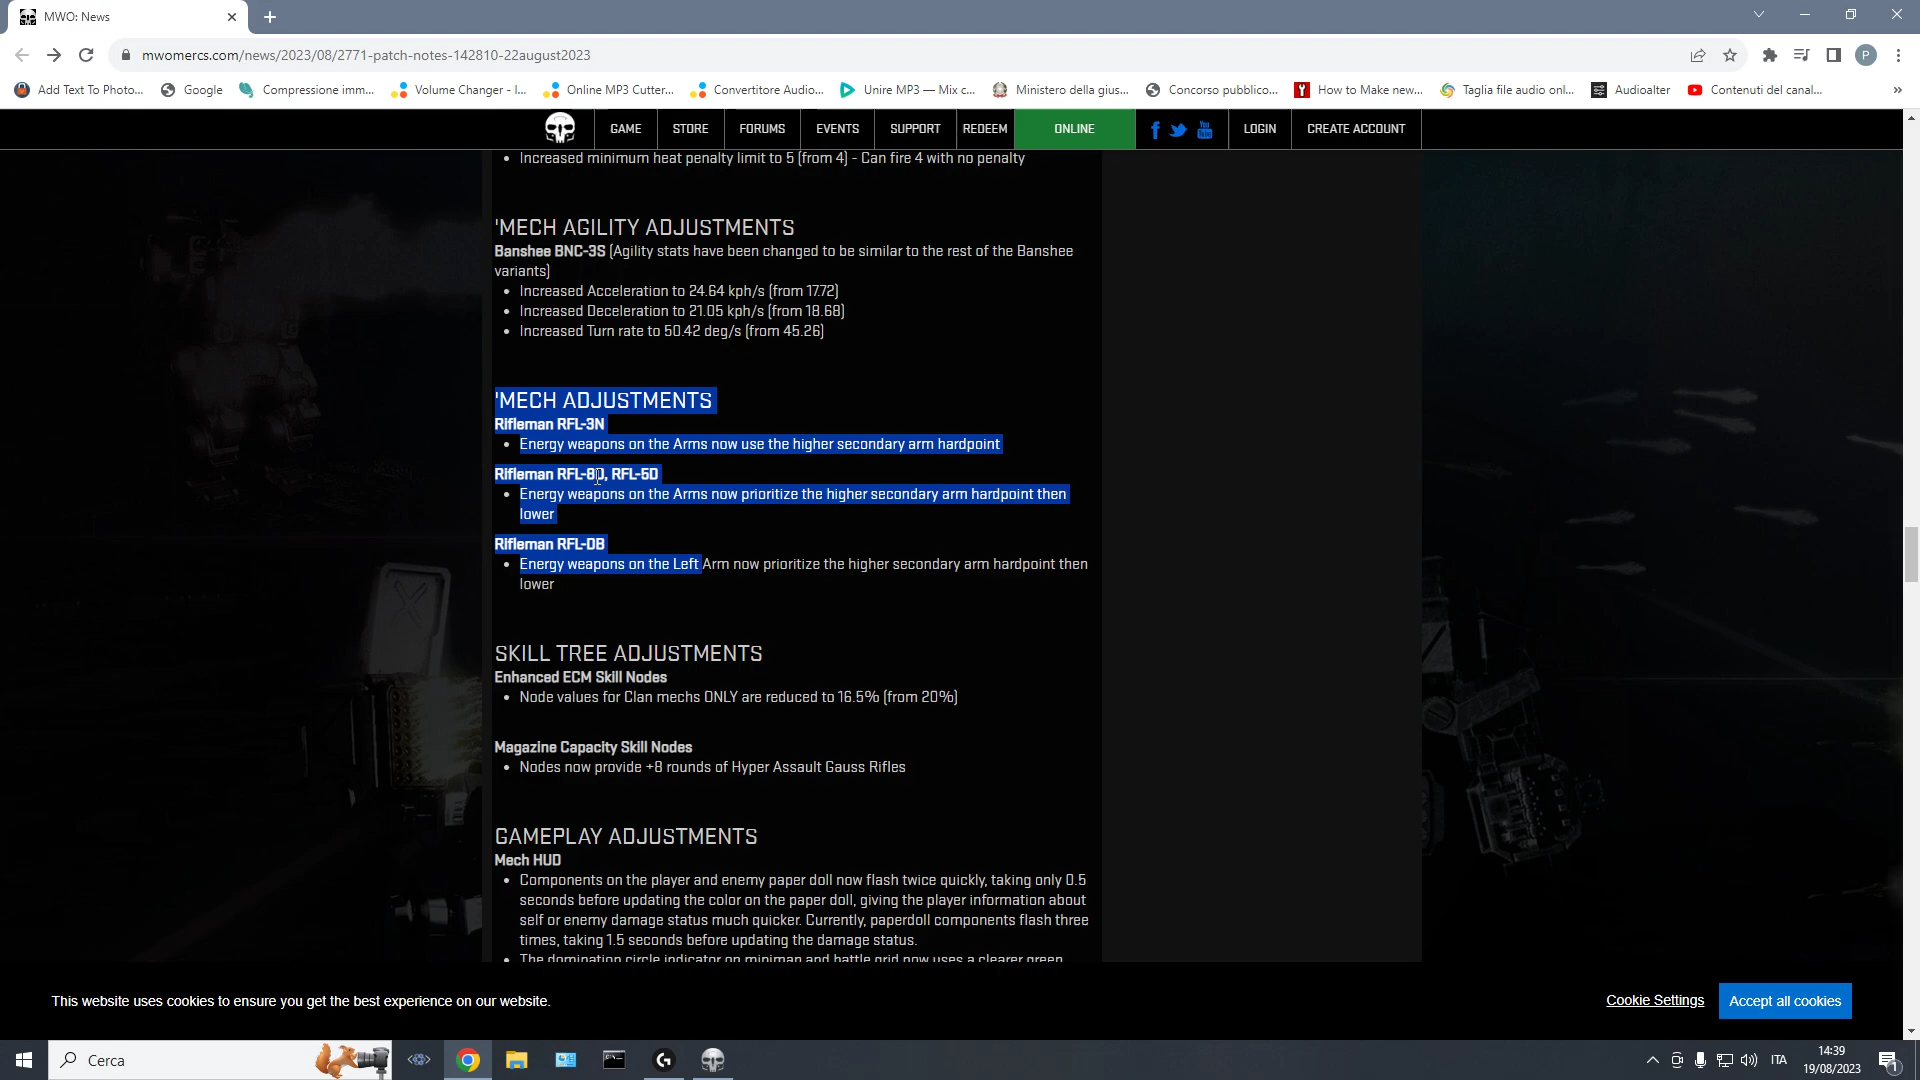 MWO: News
mwomercs.com/news/2023/08/2771-patch-notes-142810-22august2023
P
Add Text To Photo...
Google
Compressione imm...
Volume Changer - I...
Online MP3 Cutter...
Convertitore Audio...
Unire MP3 — Mix c...
Ministero della gius...
Concorso pubblico...
How to Make new...
Taglia file audio onl...
Audioalter
Contenuti del canal...
»
GAME
STORE
FORUMS
EVENTS
SUPPORT
REDEEM
ONLINE
You
LOGIN
CREATE ACCOUNT
• Increased minimum heat penalty limit to 5 (from 4) - Can fire 4 with no penalty
'MECH AGILITY ADJUSTMENTS
Banshee BNC-3S (Agility stats have been changed to be similar to the rest of the Banshee
variants)
• Increased Acceleration to 24.64 kph/s (from 17.72)
• Increased Deceleration to 21.05 kph/s (from 18.68)
• Increased Turn rate to 50.42 deg/s (from 45.26)
'MECH ADJUSTMENTS
Rifleman RFL-3N
• Energy weapons on the Arms now use the higher secondary arm hardpoint
Rifleman RFL-8D, RFL-5D
• Energy weapons on the Arms now prioritize the higher secondary arm hardpoint then
lower
Rifleman RFL-DB
• Energy weapons on the Left Arm now prioritize the higher secondary arm hardpoint then
lower
SKILL TREE ADJUSTMENTS
Enhanced ECM Skill Nodes
• Node values for Clan mechs ONLY are reduced to 16.5% (from 20%)
Magazine Capacity Skill Nodes
• Nodes now provide +8 rounds of Hyper Assault Gauss Rifles
GAMEPLAY ADJUSTMENTS
Mech HUD
• Components on the player and enemy paper doll now flash twice quickly, taking only 0.5
seconds before updating the color on the paper doll, giving the player information about
self or enemy damage status much quicker. Currently, paperdoll components flash three
times, taking 1.5 seconds before updating the damage status.
• The domination circle indicator on minimap and battle grid now uses a clearer green
This website uses cookies to ensure you get the best experience on our website.
Cookie Settings
Accept all cookies
Cerca
ITA
14:39
19/08/2023
1